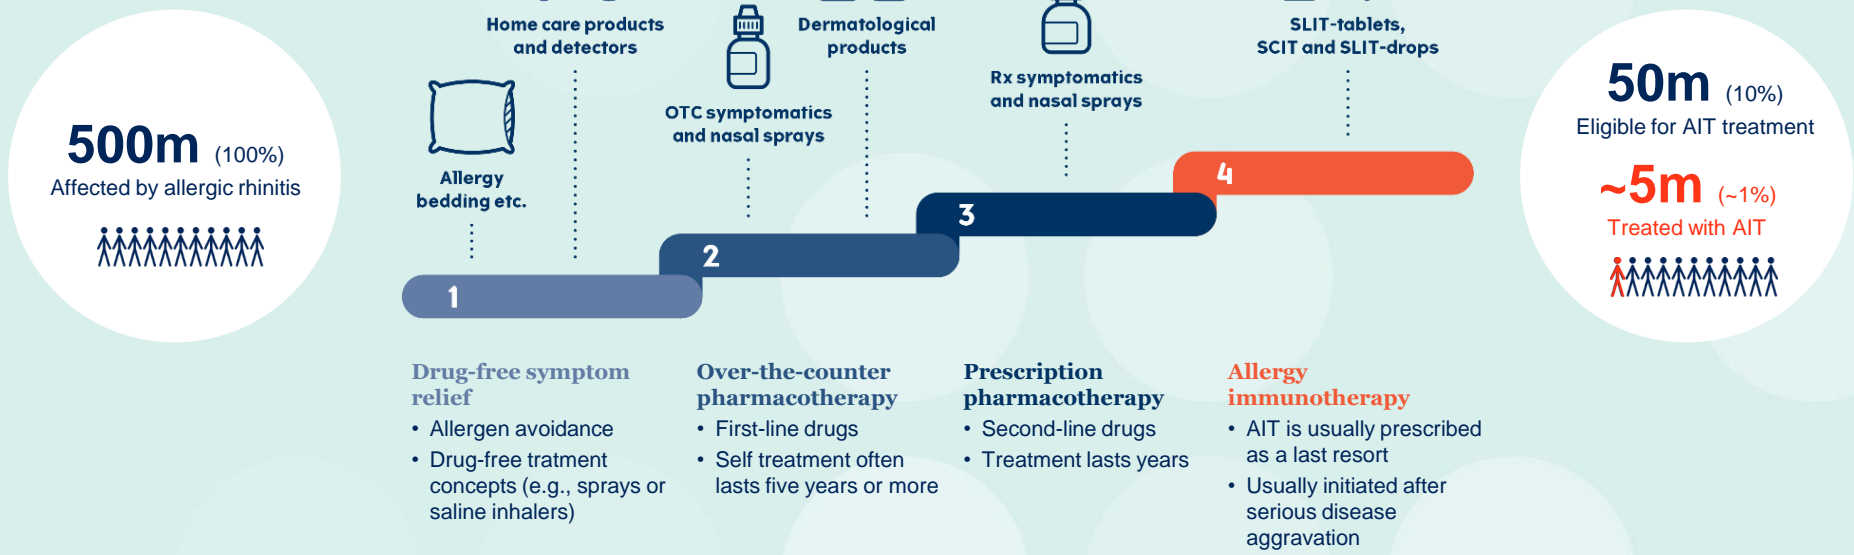 500m (100%)
Affected by allergic rhinitis
Home care products
and detectors
Allergy
bedding etc.
OTC symptomatics
and nasal sprays
Dermatological
products
Rx symptomatics
and nasal sprays
SLIT-tablets,
SCIT and SLIT-drops
1
2
3
4
50m (10%)
Eligible for AIT treatment
~5m (~1%)
Treated with AIT
Drug-free symptom
relief
• Allergen avoidance
• Drug-free tratment
concepts (e.g., sprays or
saline inhalers)
Over-the-counter
pharmacotherapy
• First-line drugs
• Self treatment often
lasts five years or more
Prescription
pharmacotherapy
• Second-line drugs
• Treatment lasts years
Allergy
immunotherapy
• AIT is usually prescribed
as a last resort
• Usually initiated after
serious disease
aggravation